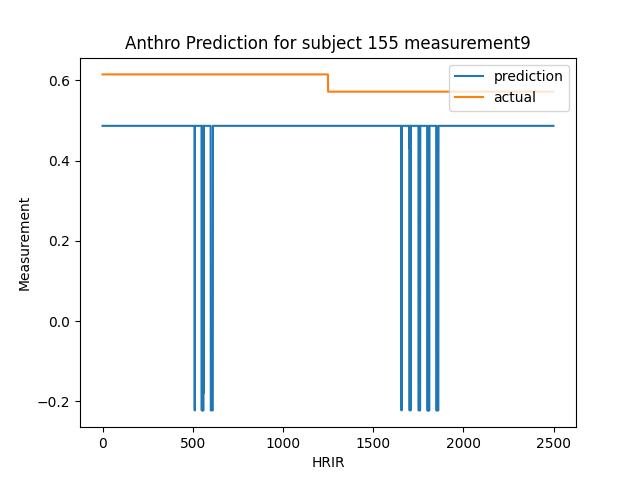 Anthro Prediction for subject 155 measurement9
prediction
actual
0.6
0.4
0.2
0.0
−0.2
Measurement
0
500
1000
1500
2000
2500
HRIR